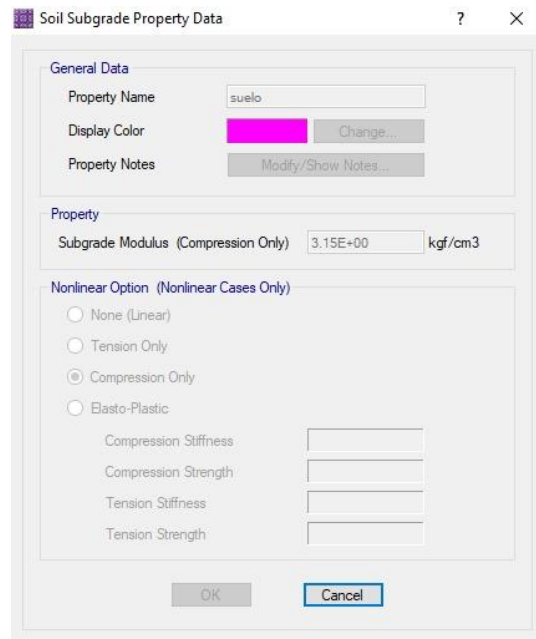 Soil Subgrade Property Data ? X
General Data
Property Name suelo
Display Color Change...
Property Notes Modify/Show Notes...
Property
Subgrade Modulus (Compression Only) 3.15E+00 kgf/cm3
Nonlinear Option (Nonlinear Cases Only)
None (Linear)
Tension Only
Compression Only
Elasto-Plastic
Compression Stiffness
Compression Strength
Tension Stiffness
Tension Strength
OK Cancel